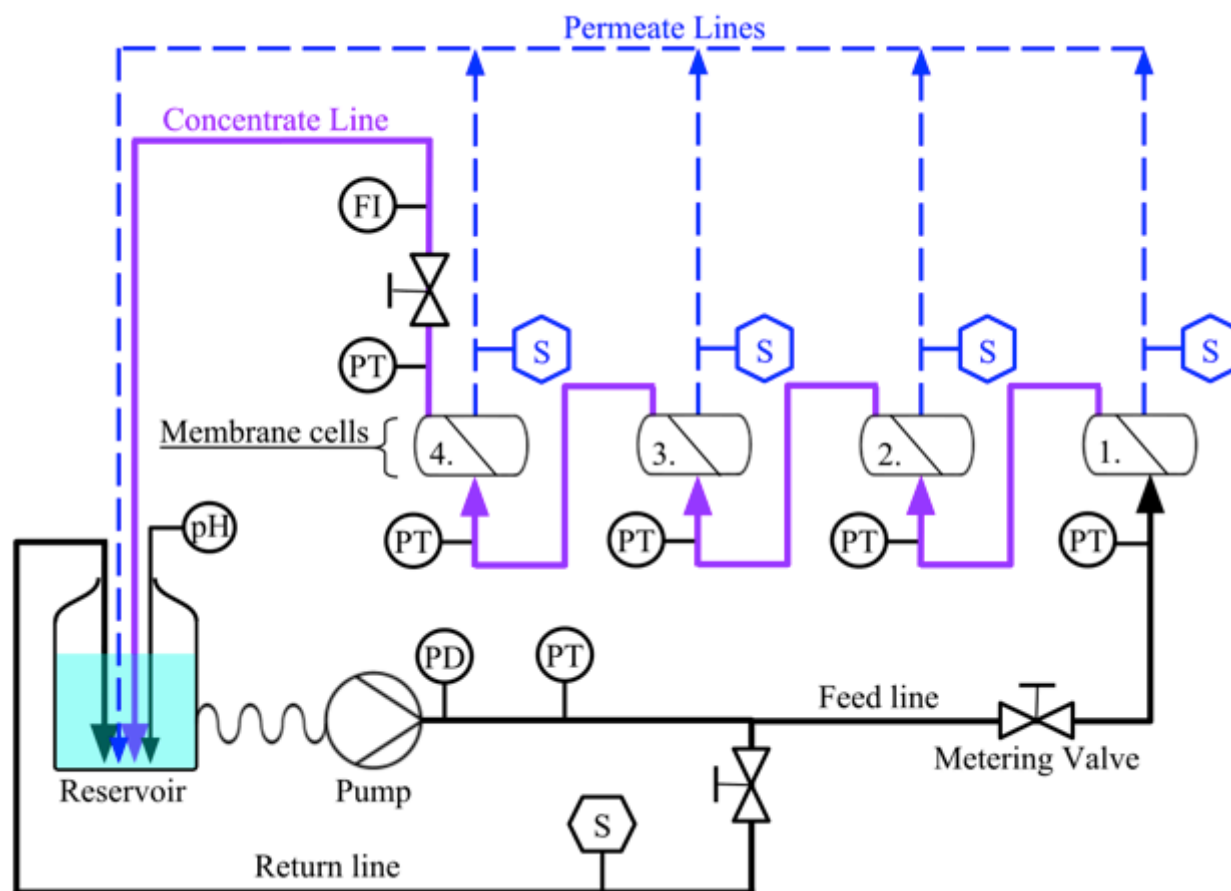 Permeate Lines
Concentrate Line
FI
PT
S
S
S
S
Membrane cells
4.
3.
2.
1.
pH
PT
PT
PT
PT
PD
PT
Feed line
Metering Valve
Reservoir
Pump
S
Return line